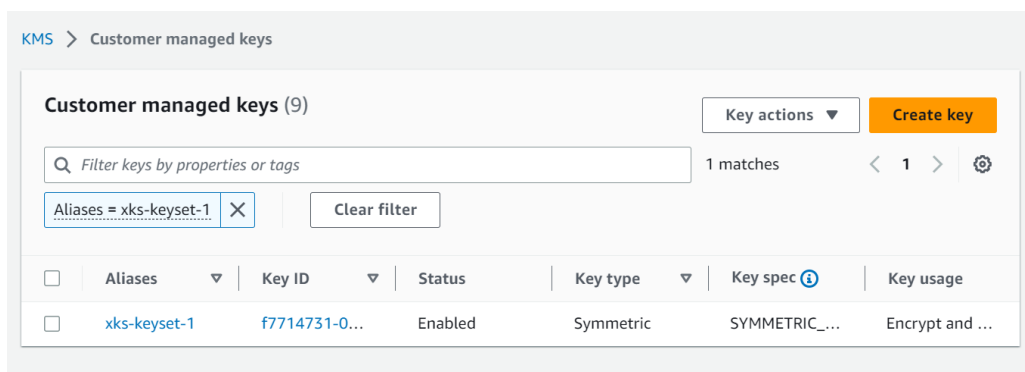 KMS > Customer managed keys
Customer managed keys (9)
Key actions
Create key
Filter keys by properties or tags
1 matches
1
Aliases = xks-keyset-1
Clear filter
Aliases Key ID Status Key type Key spec Key usage
xks-keyset-1 f7714731-0... Enabled Symmetric SYMMETRIC_... Encrypt and ...